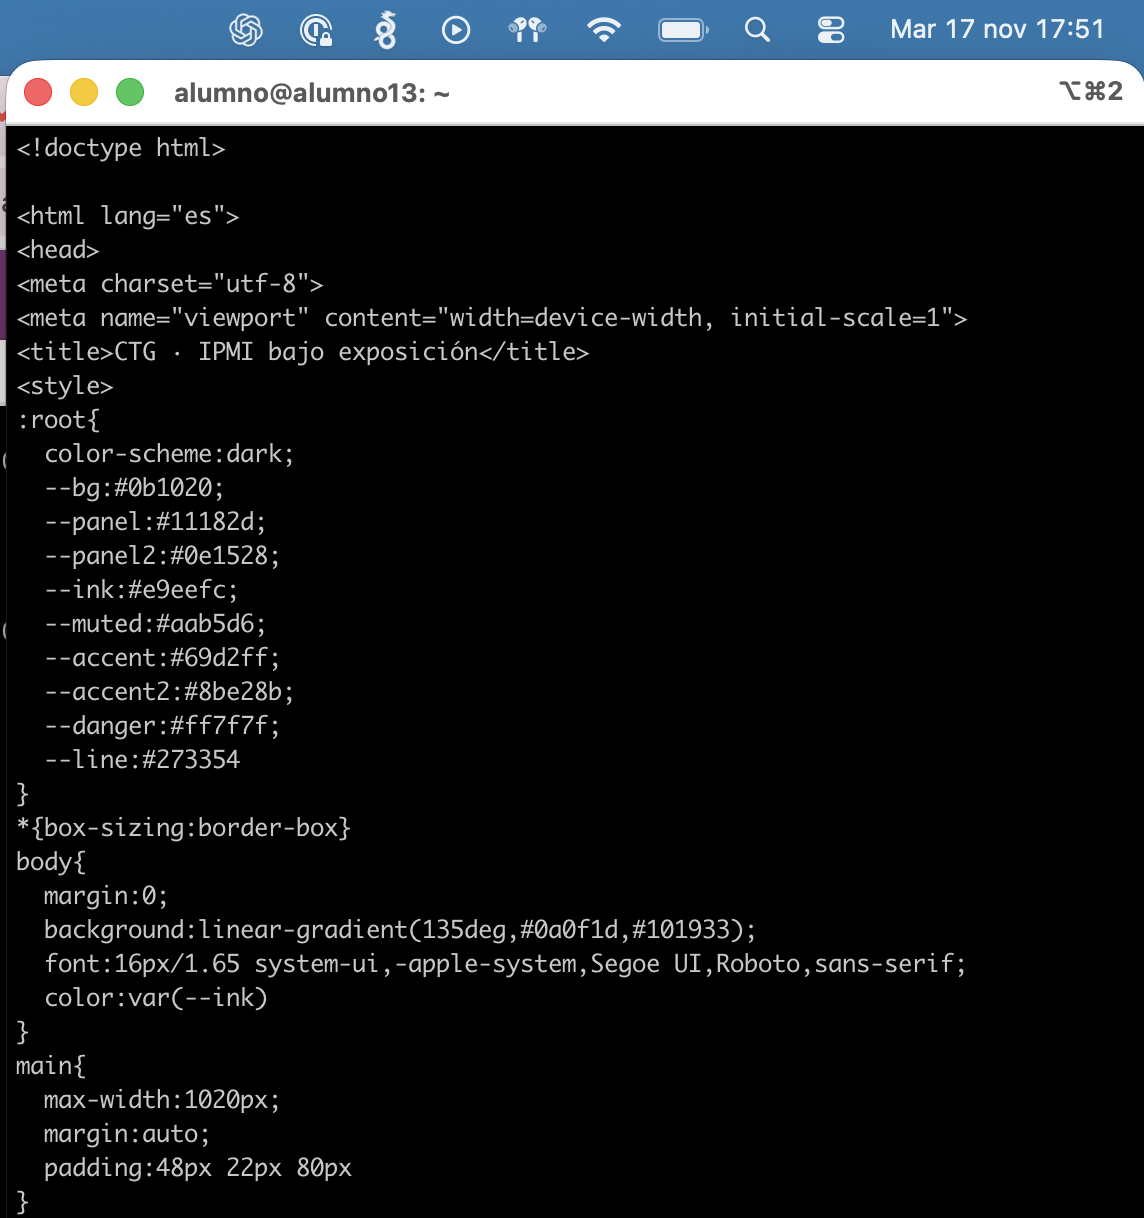 Mar 17 nov 17:51
alumno@alumno13: ~ ⌥⌘2
<!doctype html>

<html lang="es">
<head>
<meta charset="utf-8">
<meta name="viewport" content="width=device-width, initial-scale=1">
<title>CTG · IPMI bajo exposición</title>
<style>
:root{
  color-scheme:dark;
  --bg:#0b1020;
  --panel:#11182d;
  --panel2:#0e1528;
  --ink:#e9eefc;
  --muted:#aab5d6;
  --accent:#69d2ff;
  --accent2:#8be28b;
  --danger:#ff7f7f;
  --line:#273354
}
*{box-sizing:border-box}
body{
  margin:0;
  background:linear-gradient(135deg,#0a0f1d,#101933);
  font:16px/1.65 system-ui,-apple-system,Segoe UI,Roboto,sans-serif;
  color:var(--ink)
}
main{
  max-width:1020px;
  margin:auto;
  padding:48px 22px 80px
}